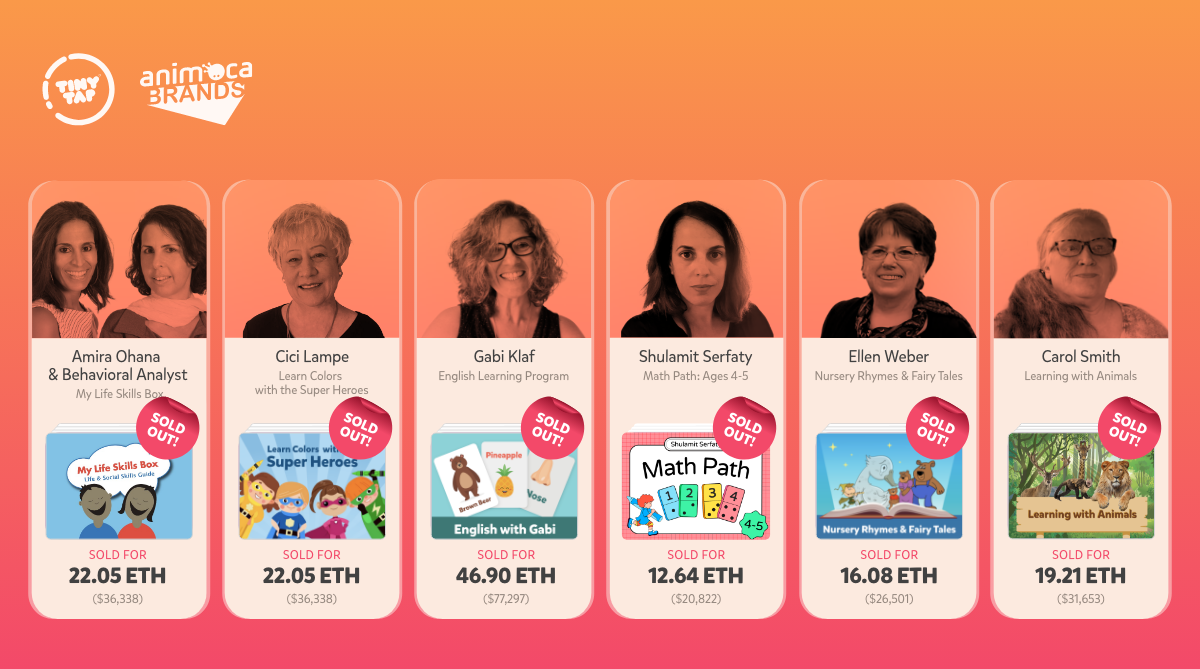 TINY
TAP
animoca
BRANDS
Amira Ohana
& Behavioral Analyst
My Life Skills Box
SOLD
OUT!
My Life Skills Box
Life & Social Skills Guide
SOLD FOR
22.05 ETH
($36,338)
Cici Lampe
Learn Colors
with the Super Heroes
SOLD
OUT!
Learn Colors with
Super Heroes
SOLD FOR
22.05 ETH
($36,338)
Gabi Klaf
English Learning Program
SOLD
OUT!
Brown Bear
Pineapple
Nose
English with Gabi
SOLD FOR
46.90 ETH
($77,297)
Shulamit Serfaty
Math Path: Ages 4-5
SOLD
OUT!
Shulamit Serfaty
Math Path
1
2
3
4
4-5
SOLD FOR
12.64 ETH
($20,822)
Ellen Weber
Nursery Rhymes & Fairy Tales
SOLD
OUT!
Nursery Rhymes & Fairy Tales
SOLD FOR
16.08 ETH
($26,501)
Carol Smith
Learning with Animals
SOLD
OUT!
Learning with Animals
SOLD FOR
19.21 ETH
($31,653)